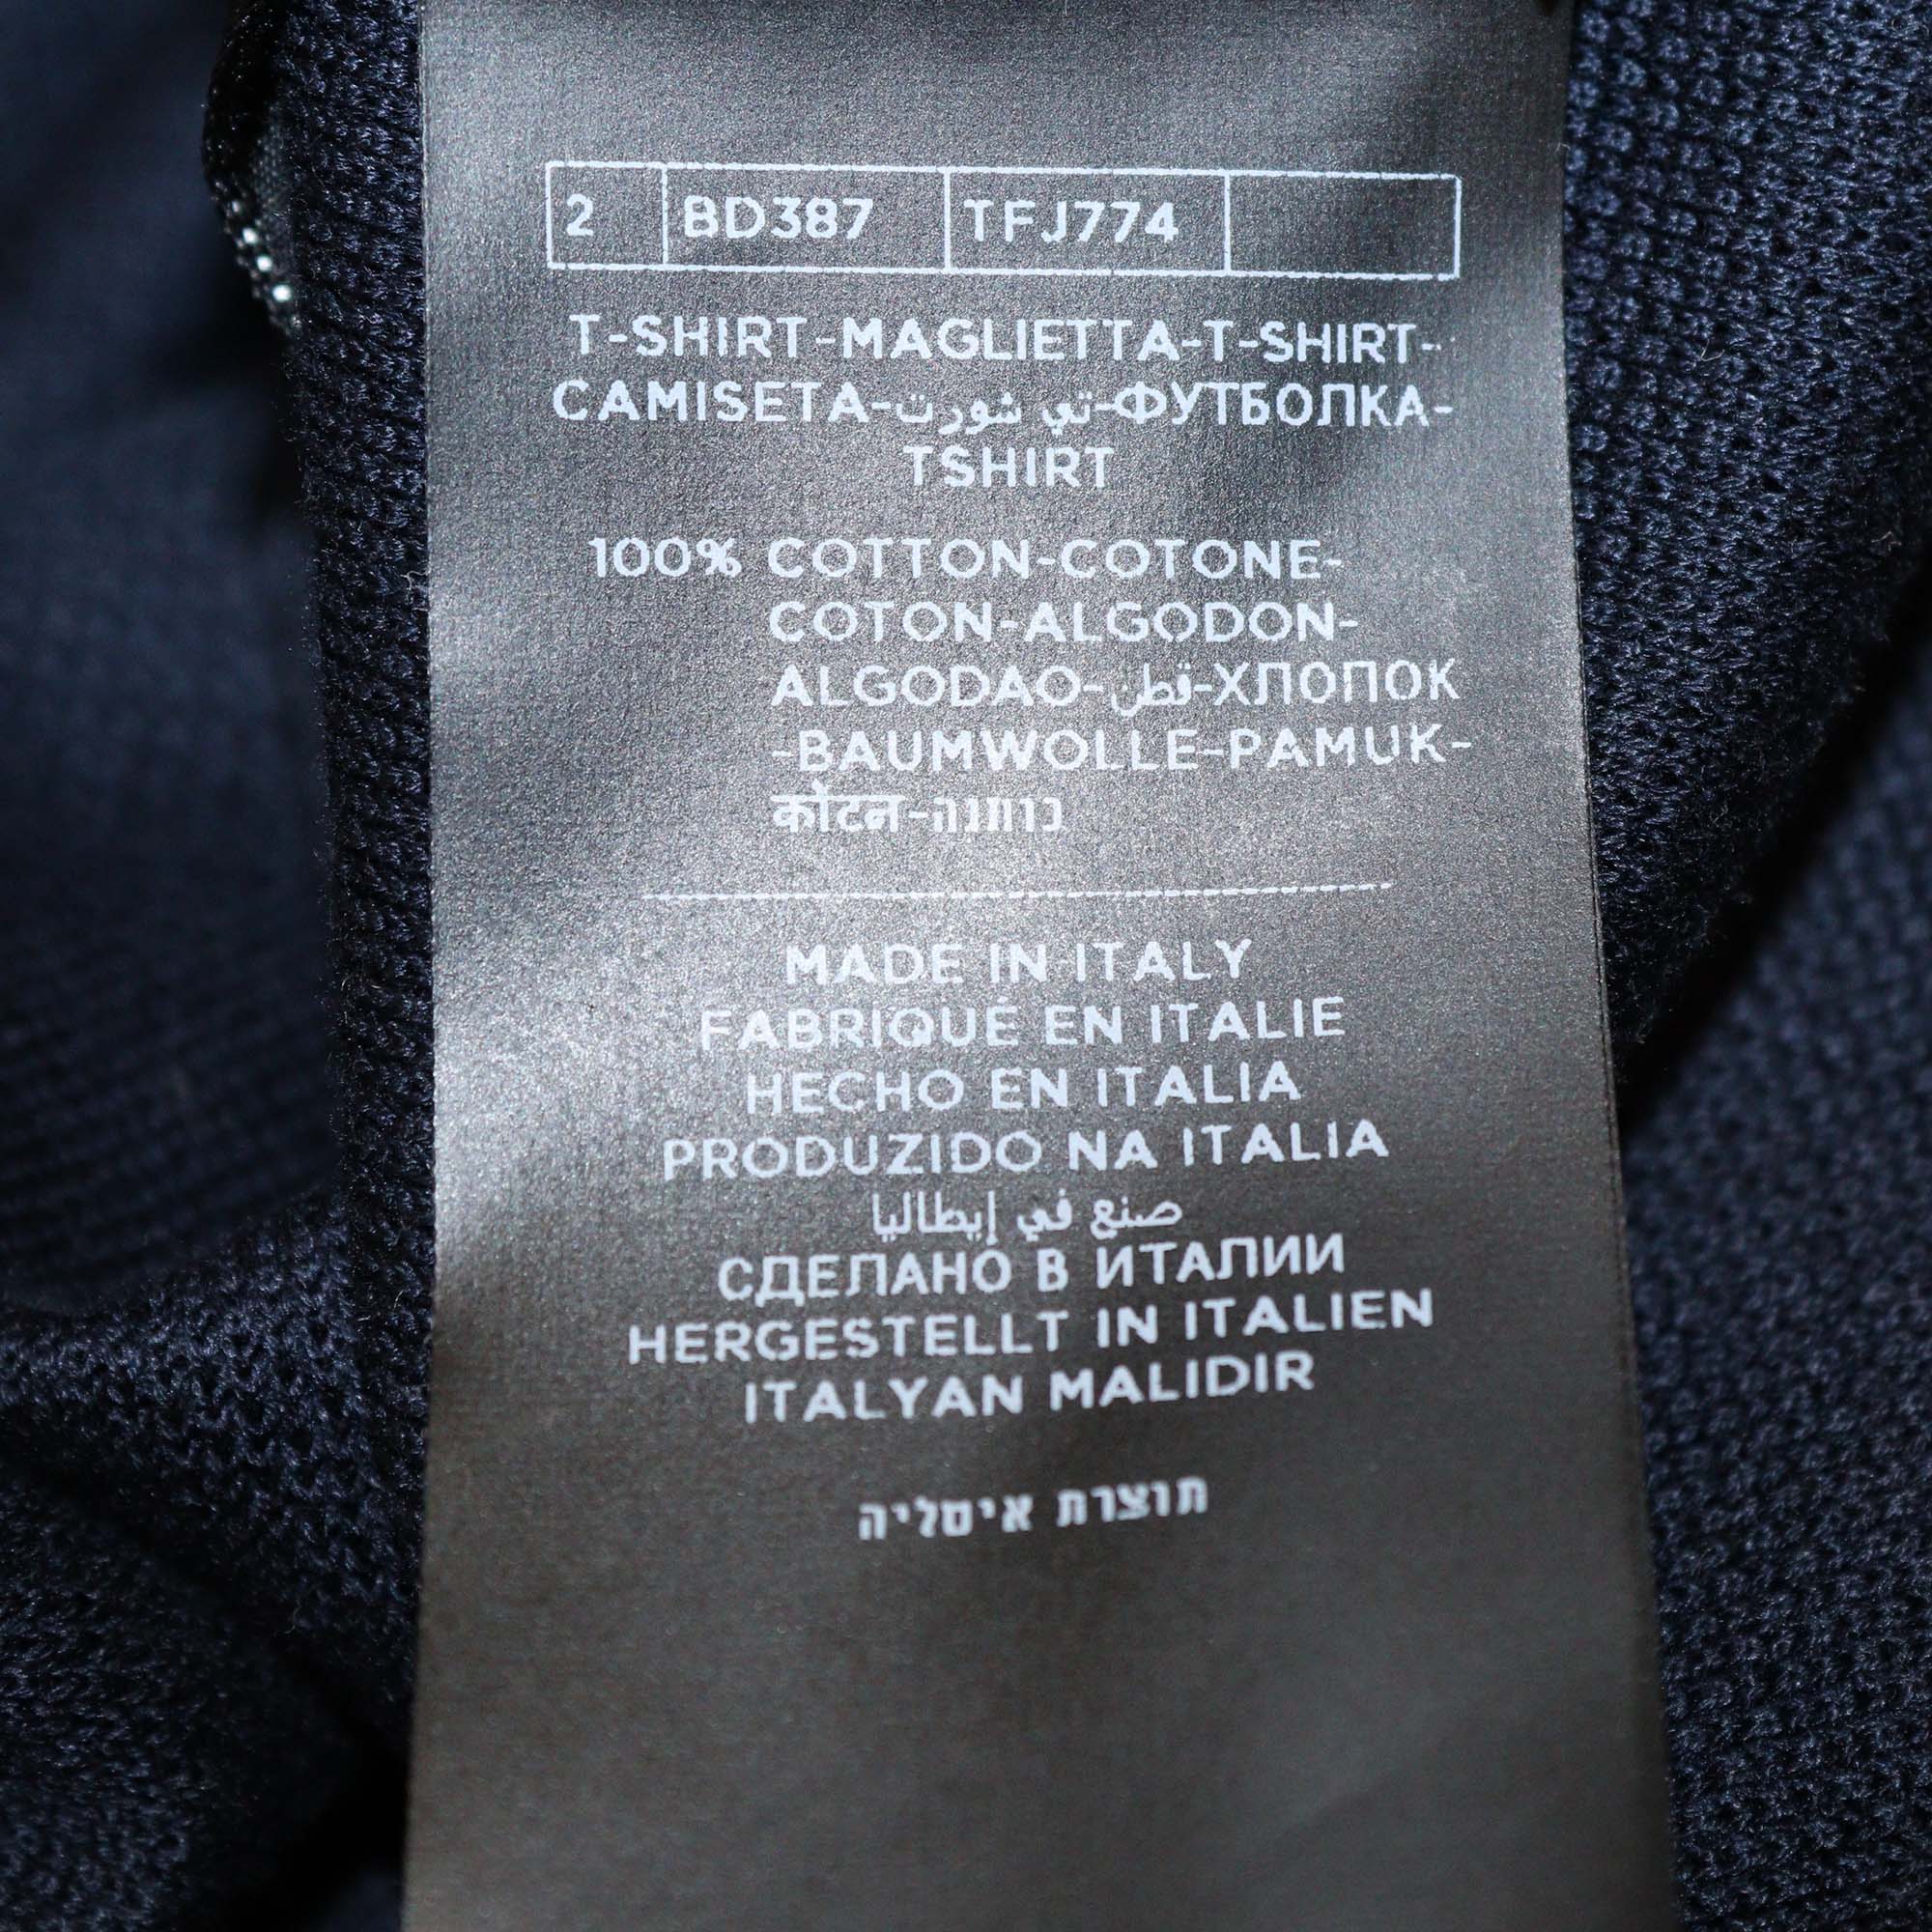 2 BD387 TFJ774
T-SHIRT-MAGLIETTA-T-SHIRT-
CAMISETA-تي شورت-ФУТБОЛКА-
TSHIRT
100% COTTON-COTONE-
COTON-ALGODON-
ALGODAO-قطن-ХЛОПОК
-BAUMWOLLE-PAMUK-
कोटन-כותנה
MADE IN ITALY
FABRIQUÉ EN ITALIE
HECHO EN ITALIA
PRODUZIDO NA ITALIA
صنع في إيطاليا
СДЕЛАНО В ИТАЛИИ
HERGESTELLT IN ITALIEN
ITALYAN MALIDIR
תוצרת איטליה